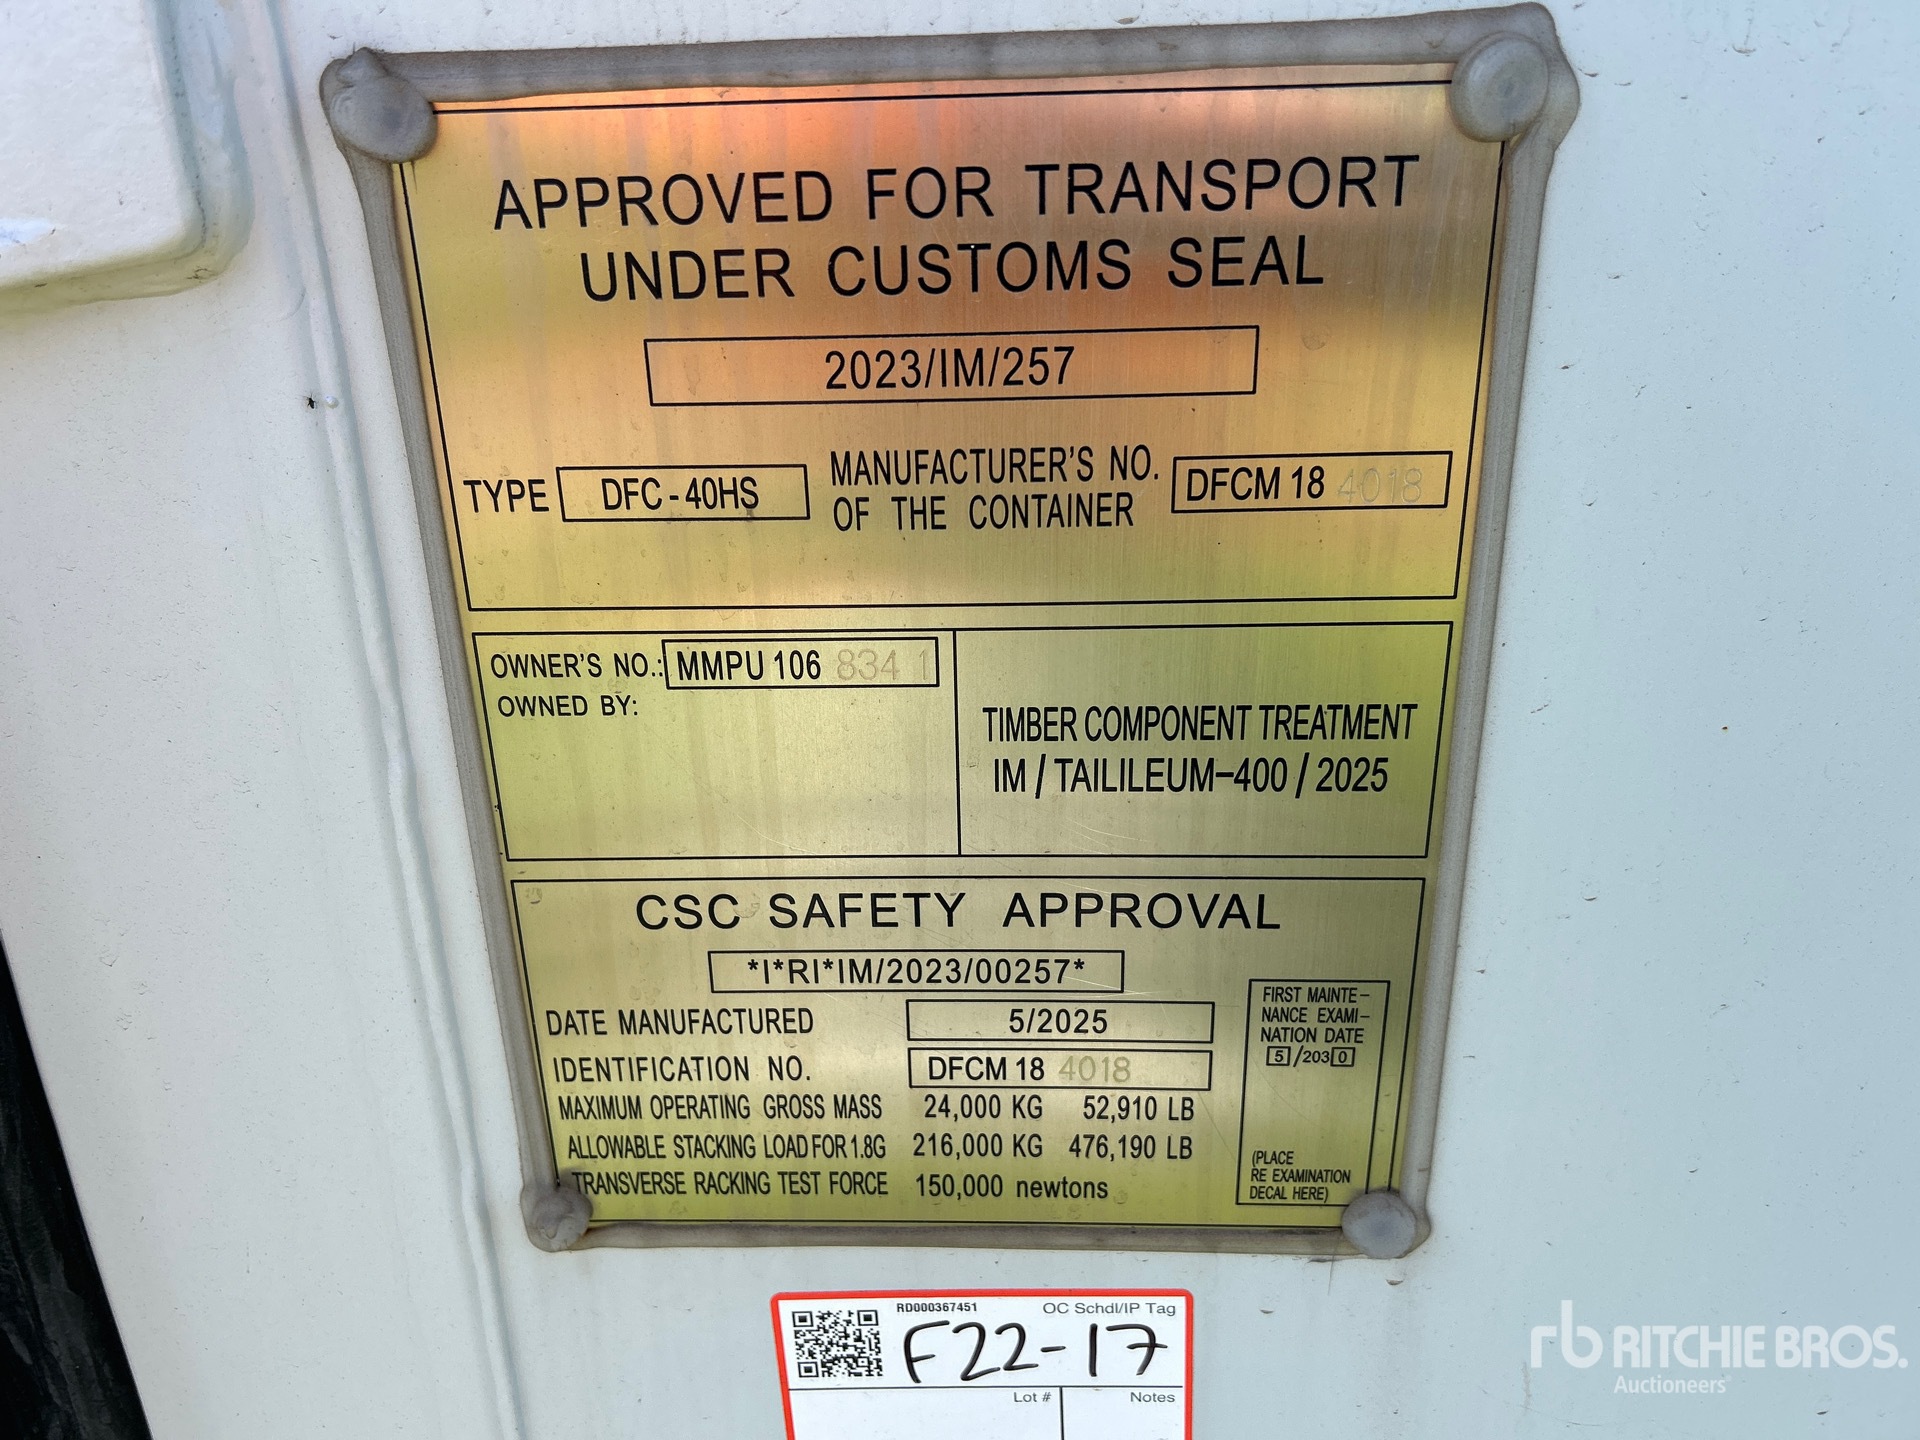 APPROVED FOR TRANSPORT
UNDER CUSTOMS SEAL
2023/IM/257
TYPE DFC-40HS MANUFACTURER'S NO. OF THE CONTAINER DFCM 18 4018
OWNER'S NO.: MMPU 106 834 1
OWNED BY:
TIMBER COMPONENT TREATMENT
IM / TAILILEUM-400 / 2025
CSC SAFETY APPROVAL
*I*RI*IM/2023/00257*
DATE MANUFACTURED 5/2025
IDENTIFICATION NO. DFCM 18 4018
MAXIMUM OPERATING GROSS MASS 24,000 KG 52,910 LB
ALLOWABLE STACKING LOAD FOR 1.8G 216,000 KG 476,190 LB
TRANSVERSE RACKING TEST FORCE 150,000 newtons
FIRST MAINTE-
NANCE EXAMI-
NATION DATE
5/2030
(PLACE
RE EXAMINATION
DECAL HERE)
RD000367451 OC Schdl/IP Tag
F22-17
Lot # Notes
rb RITCHIE BROS.
Auctioneers